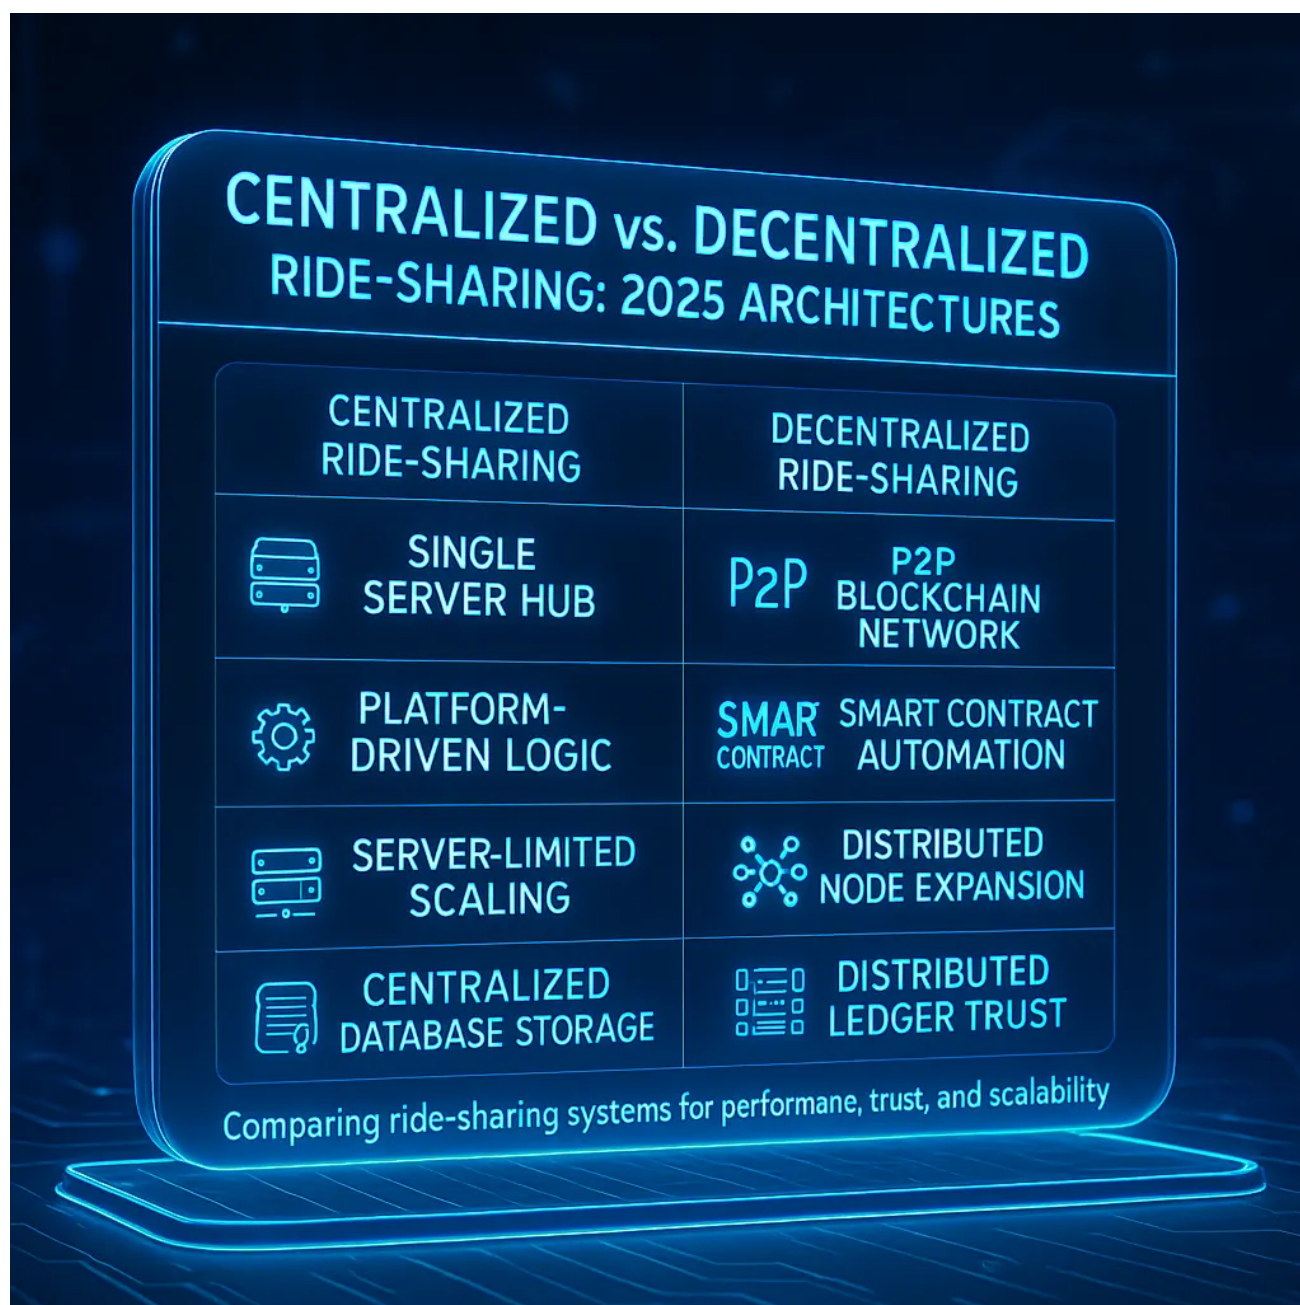 CENTRALIZED vs. DECENTRALIZED
RIDE-SHARING: 2025 ARCHITECTURES
CENTRALIZED
RIDE-SHARING
DECENTRALIZED
RIDE-SHARING
SINGLE
SERVER HUB
P2P
P2P
BLOCKCHAIN
NETWORK
PLATFORM-
DRIVEN LOGIC
SMAR
CONTRACT
SMART CONTRACT
AUTOMATION
SERVER-LIMITED
SCALING
DISTRIBUTED
NODE EXPANSION
CENTRALIZED
DATABASE STORAGE
DISTRIBUTED
LEDGER TRUST
Comparing ride-sharing systems for performane, trust, and scalability